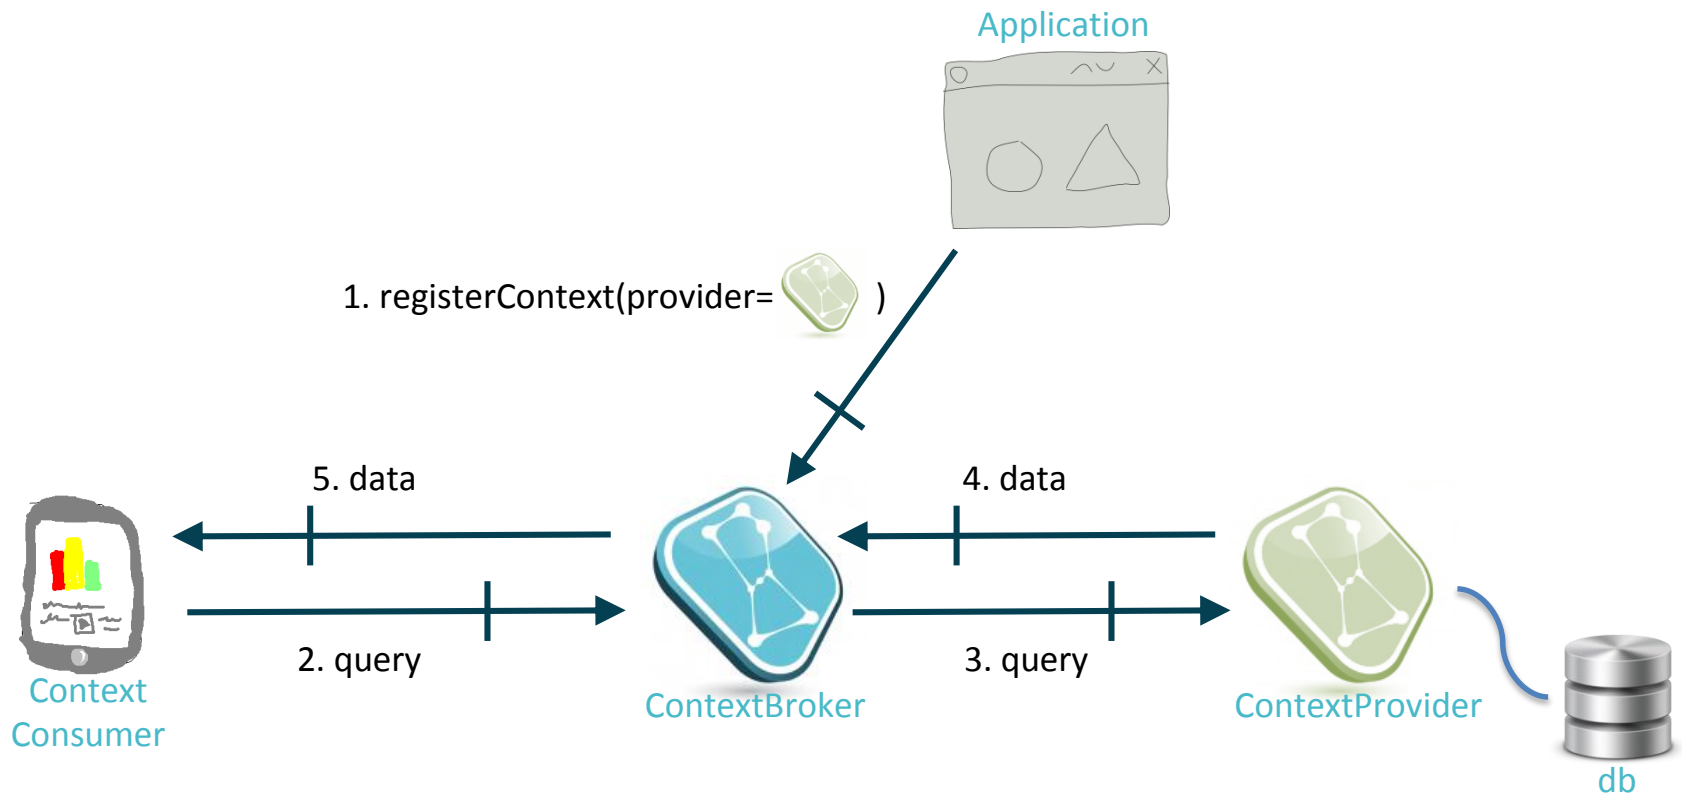 Application
1. registerContext(provider= )
5. data
4. data
2. query
3. query
Context
Consumer
ContextBroker
ContextProvider
db